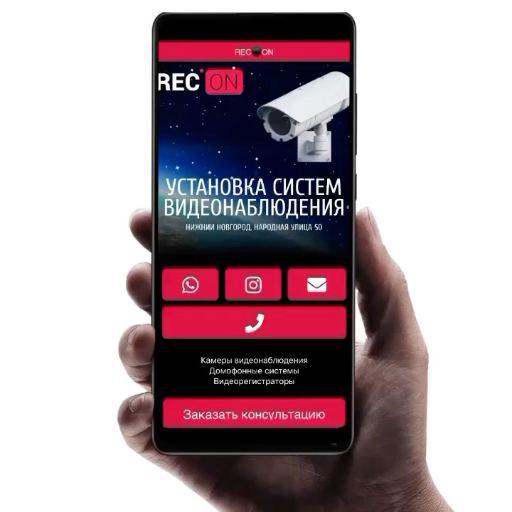 REC ON
REC ON
УСТАНОВКА СИСТЕМ
ВИДЕОНАБЛЮДЕНИЯ
НИЖНИЙ НОВГОРОД, НАРОДНАЯ УЛИЦА 50
Камеры видеонаблюдения
Домофонные системы
Видеорегистраторы
Заказать консультацию